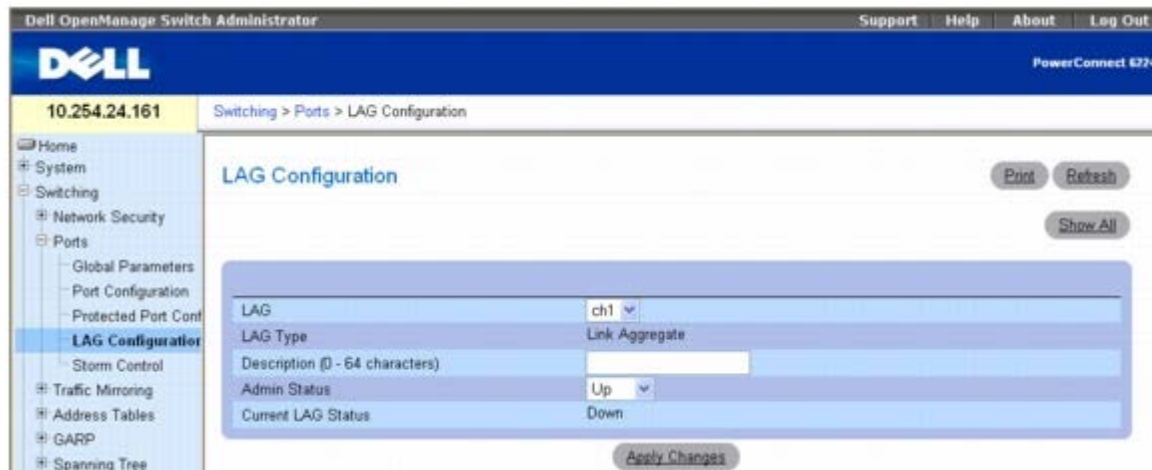 Dell OpenManage Switch Administrator
Support Help About Log Out
DELL
PowerConnect 6224
10.254.24.161
Switching > Ports > LAG Configuration
Home
System
Switching
Network Security
Ports
Global Parameters
Port Configuration
Protected Port Conf
LAG Configuration
Storm Control
Traffic Mirroring
Address Tables
GARP
Spanning Tree
LAG Configuration
Print Refresh
Show All
LAG ch1
LAG Type Link Aggregate
Description (0 - 64 characters)
Admin Status Up
Current LAG Status Down
Apply Changes